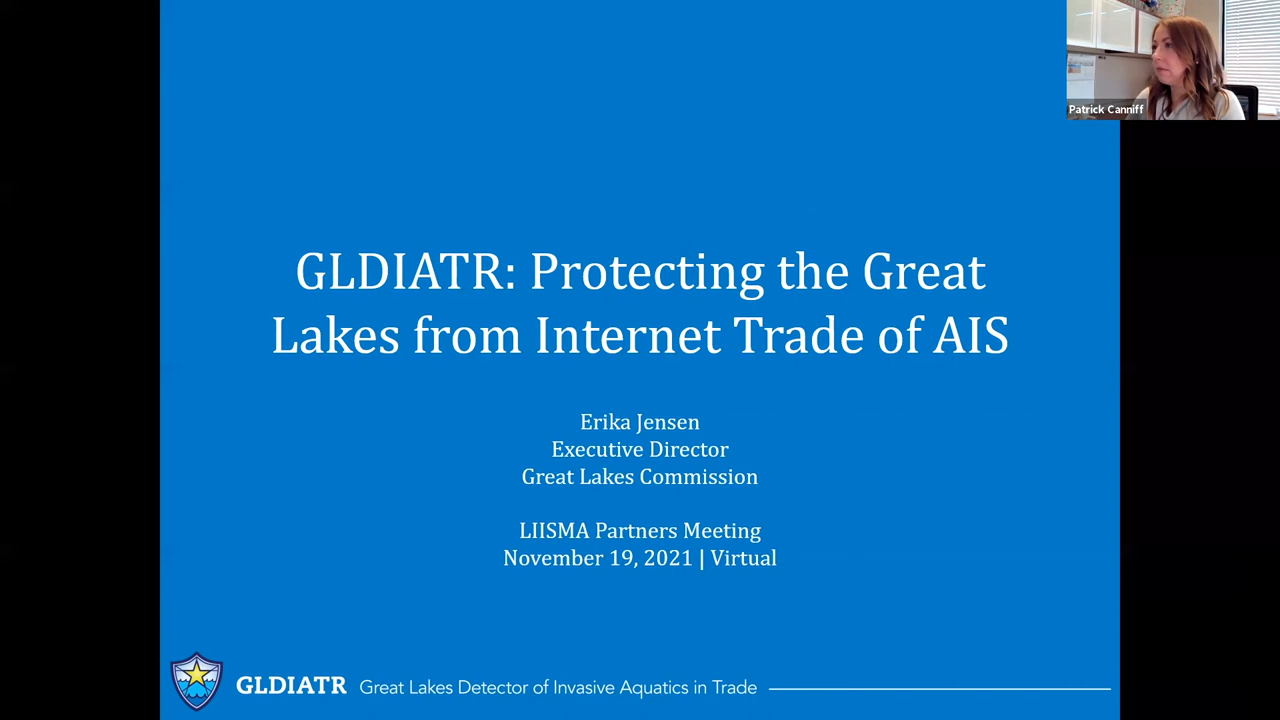 Patrick Canniff
GLDIATR: Protecting the Great
Lakes from Internet Trade of AIS
Erika Jensen
Executive Director
Great Lakes Commission
LIISMA Partners Meeting
November 19, 2021 | Virtual
GLDIATR Great Lakes Detector of Invasive Aquatics in Trade